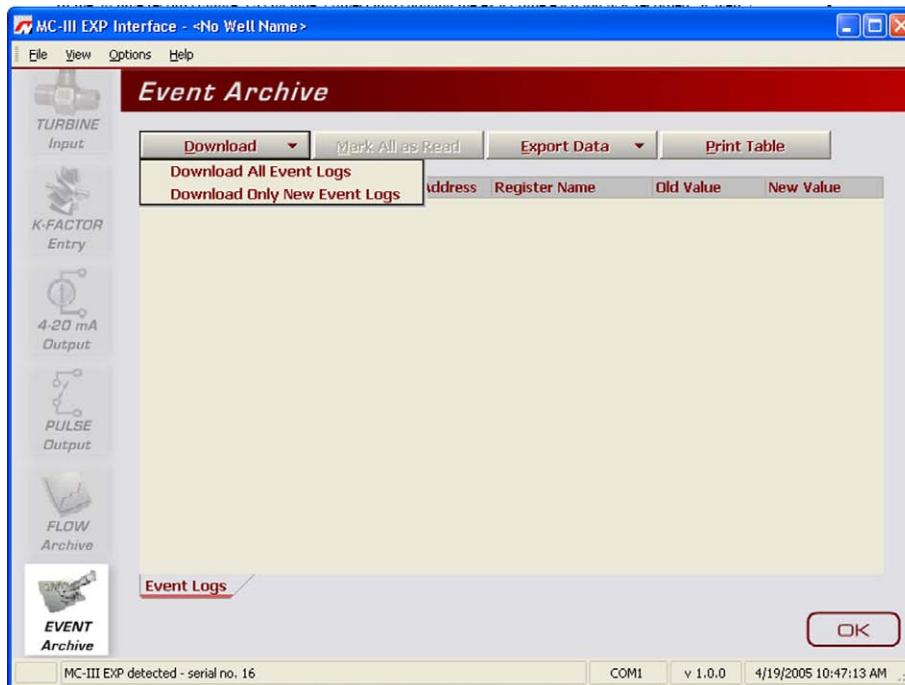 MC-III EXP Interface - <No Well Name>
File View Options Help
Event Archive
TURBINE
Input
K-FACTOR
Entry
4-20 mA
Output
PULSE
Output
FLOW
Archive
EVENT
Archive
Download Mark All as Read Export Data Print Table
Download All Event Logs
Download Only New Event Logs
Address Register Name Old Value New Value
Event Logs
OK
MC-III EXP detected - serial no. 16 COM1 v 1.0.0 4/19/2005 10:47:13 AM